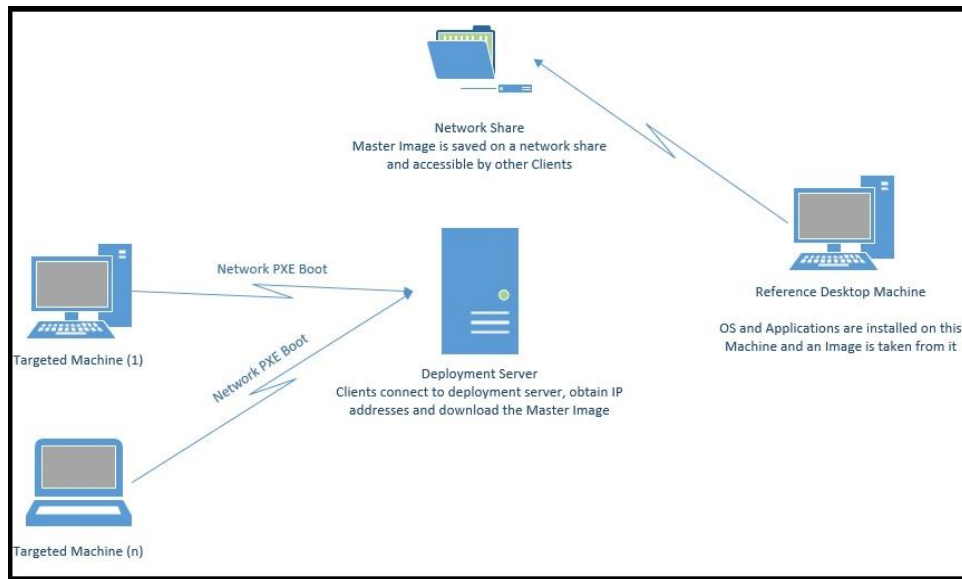 Network Share
Master Image is saved on a network share
and accessible by other Clients
Network PXE Boot
Targeted Machine (1)
Network PXE Boot
Deployment Server
Clients connect to deployment server, obtain IP
addresses and download the Master Image
Reference Desktop Machine
OS and Applications are installed on this
Machine and an Image is taken from it
Targeted Machine (n)